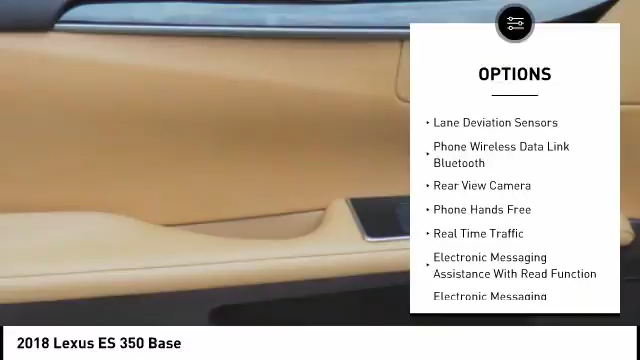 OPTIONS
Lane Deviation Sensors
Phone Wireless Data Link
Bluetooth
Rear View Camera
Phone Hands Free
Real Time Traffic
Electronic Messaging
Assistance With Read Function
Electronic Messaging
2018 Lexus ES 350 Base